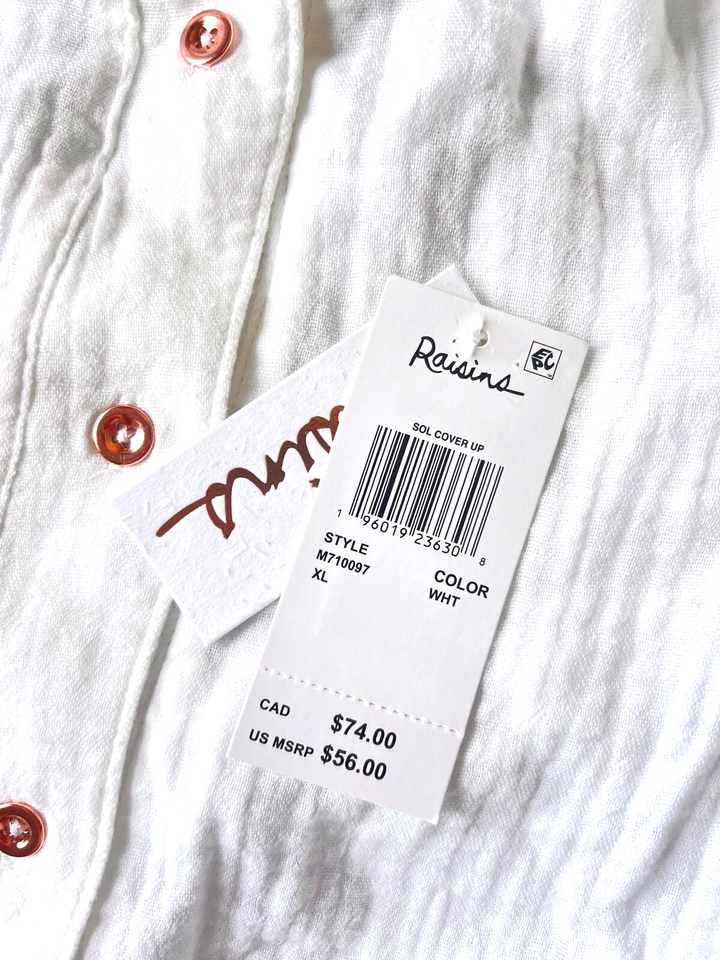 Raisins
ECP
SOL COVER UP
1 96019 23630 8
STYLE
M710097
XL
COLOR
WHT
CAD $74.00
US MSRP $56.00